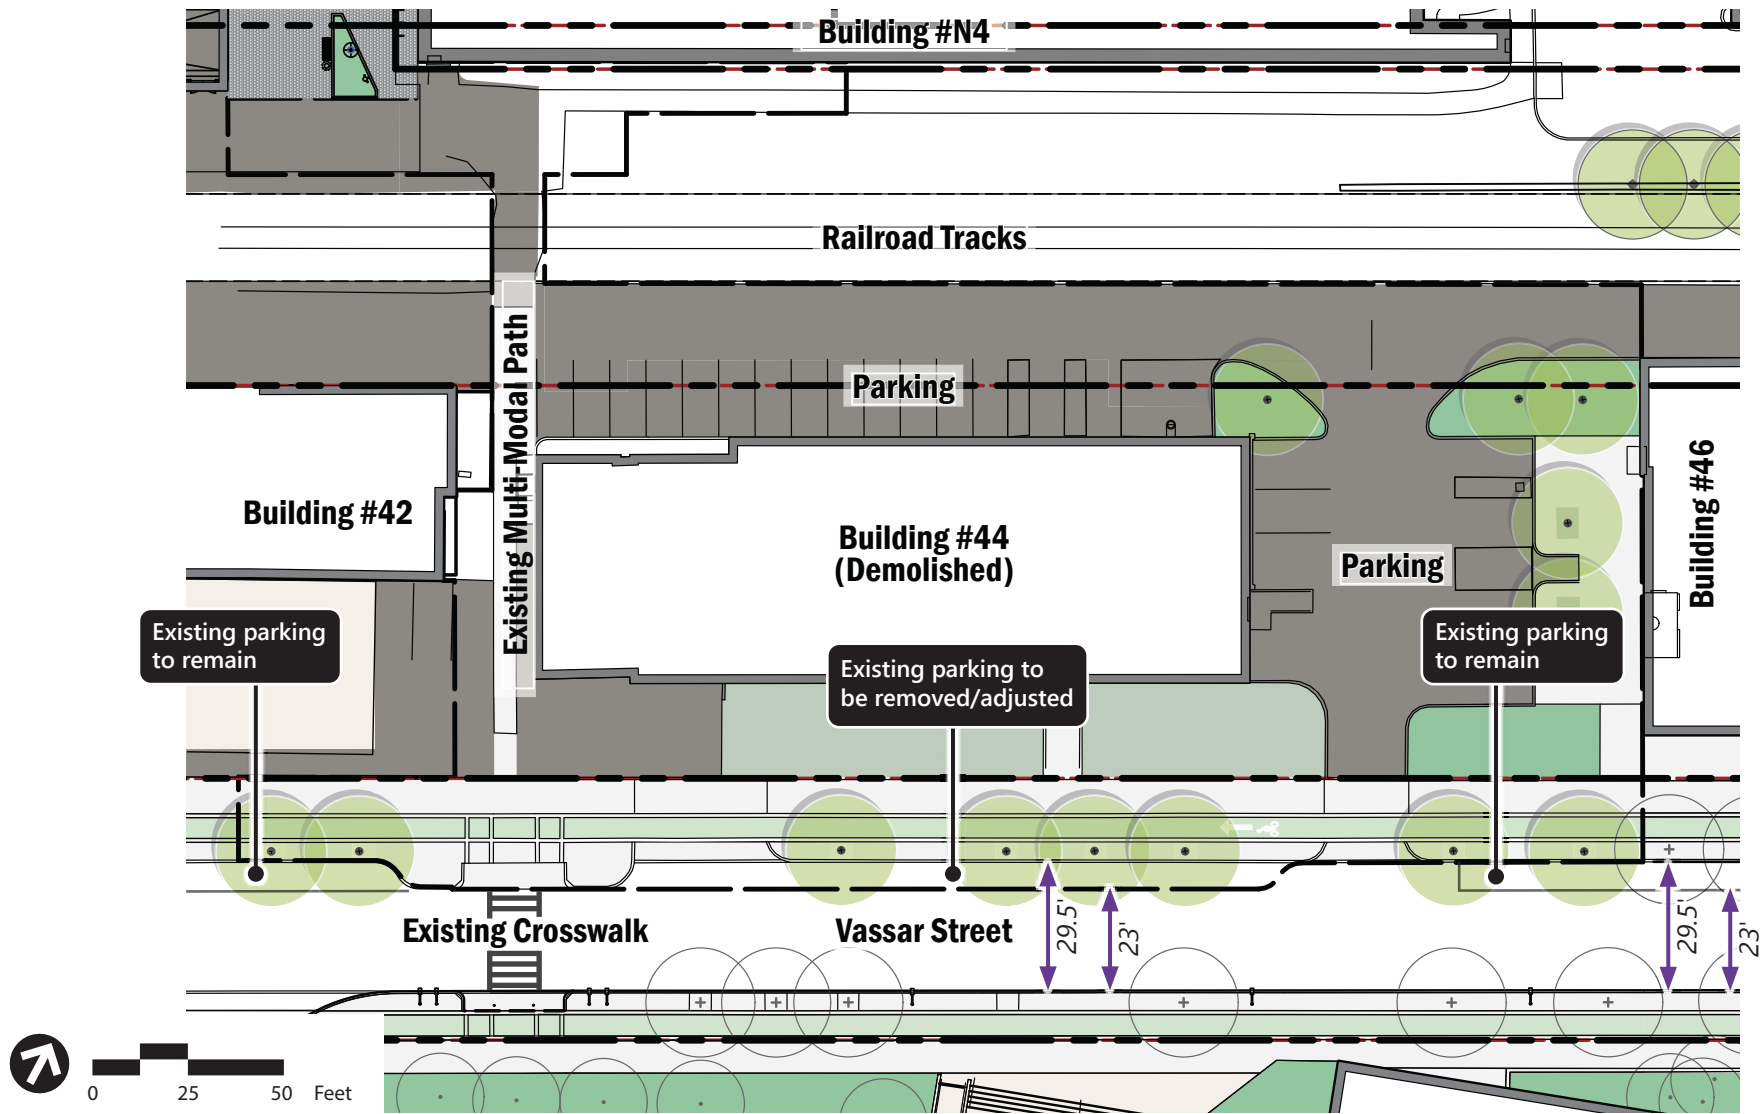 Building #N4
Railroad Tracks
Existing Multi-Modal Path
Parking
Building #42
Building #44
(Demolished)
Parking
Building #46
Existing parking
to remain
Existing parking to
be removed/adjusted
Existing parking
to remain
Existing Crosswalk
Vassar Street
29.5'
23'
29.5'
23'
0 25 50 Feet